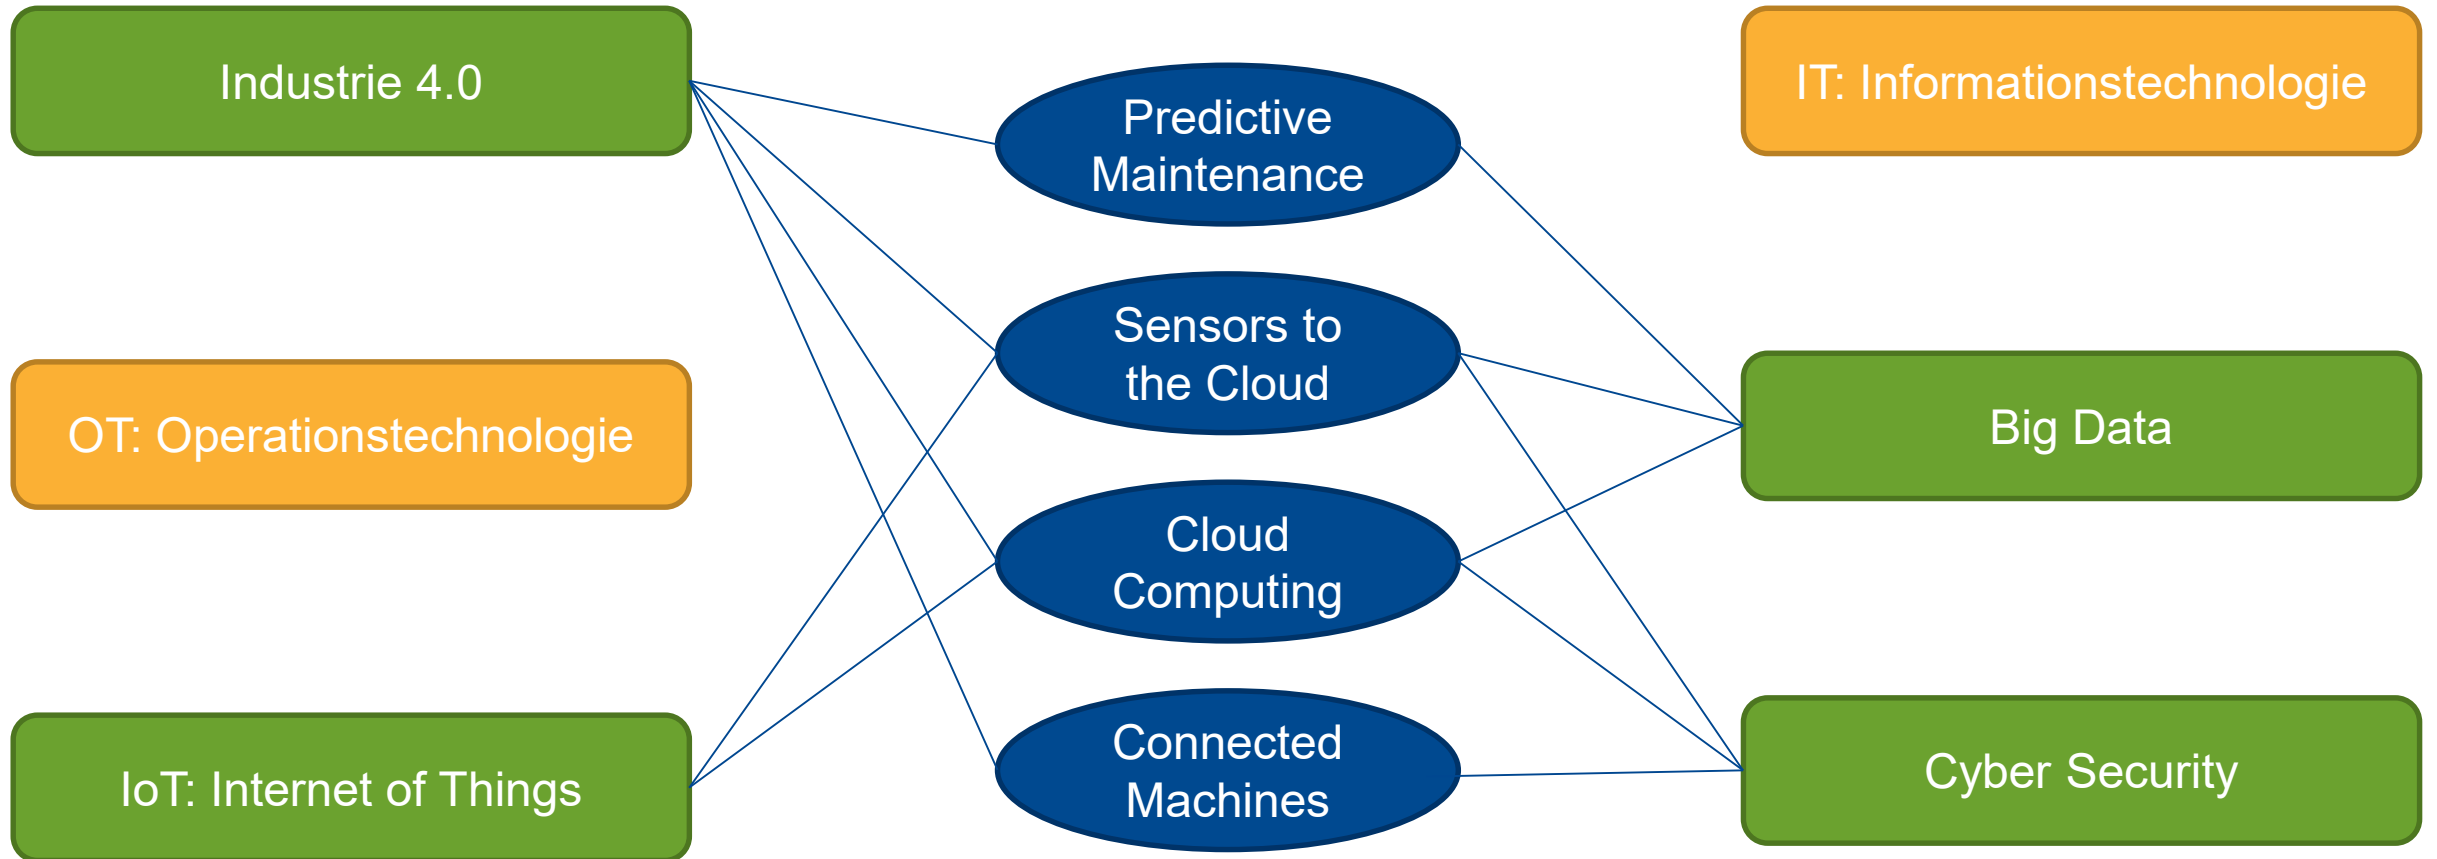 Industrie 4.0
OT: Operationstechnologie
IoT: Internet of Things
Predictive
Maintenance
Sensors to
the Cloud
Cloud
Computing
Connected
Machines
IT: Informationstechnologie
Big Data
Cyber Security